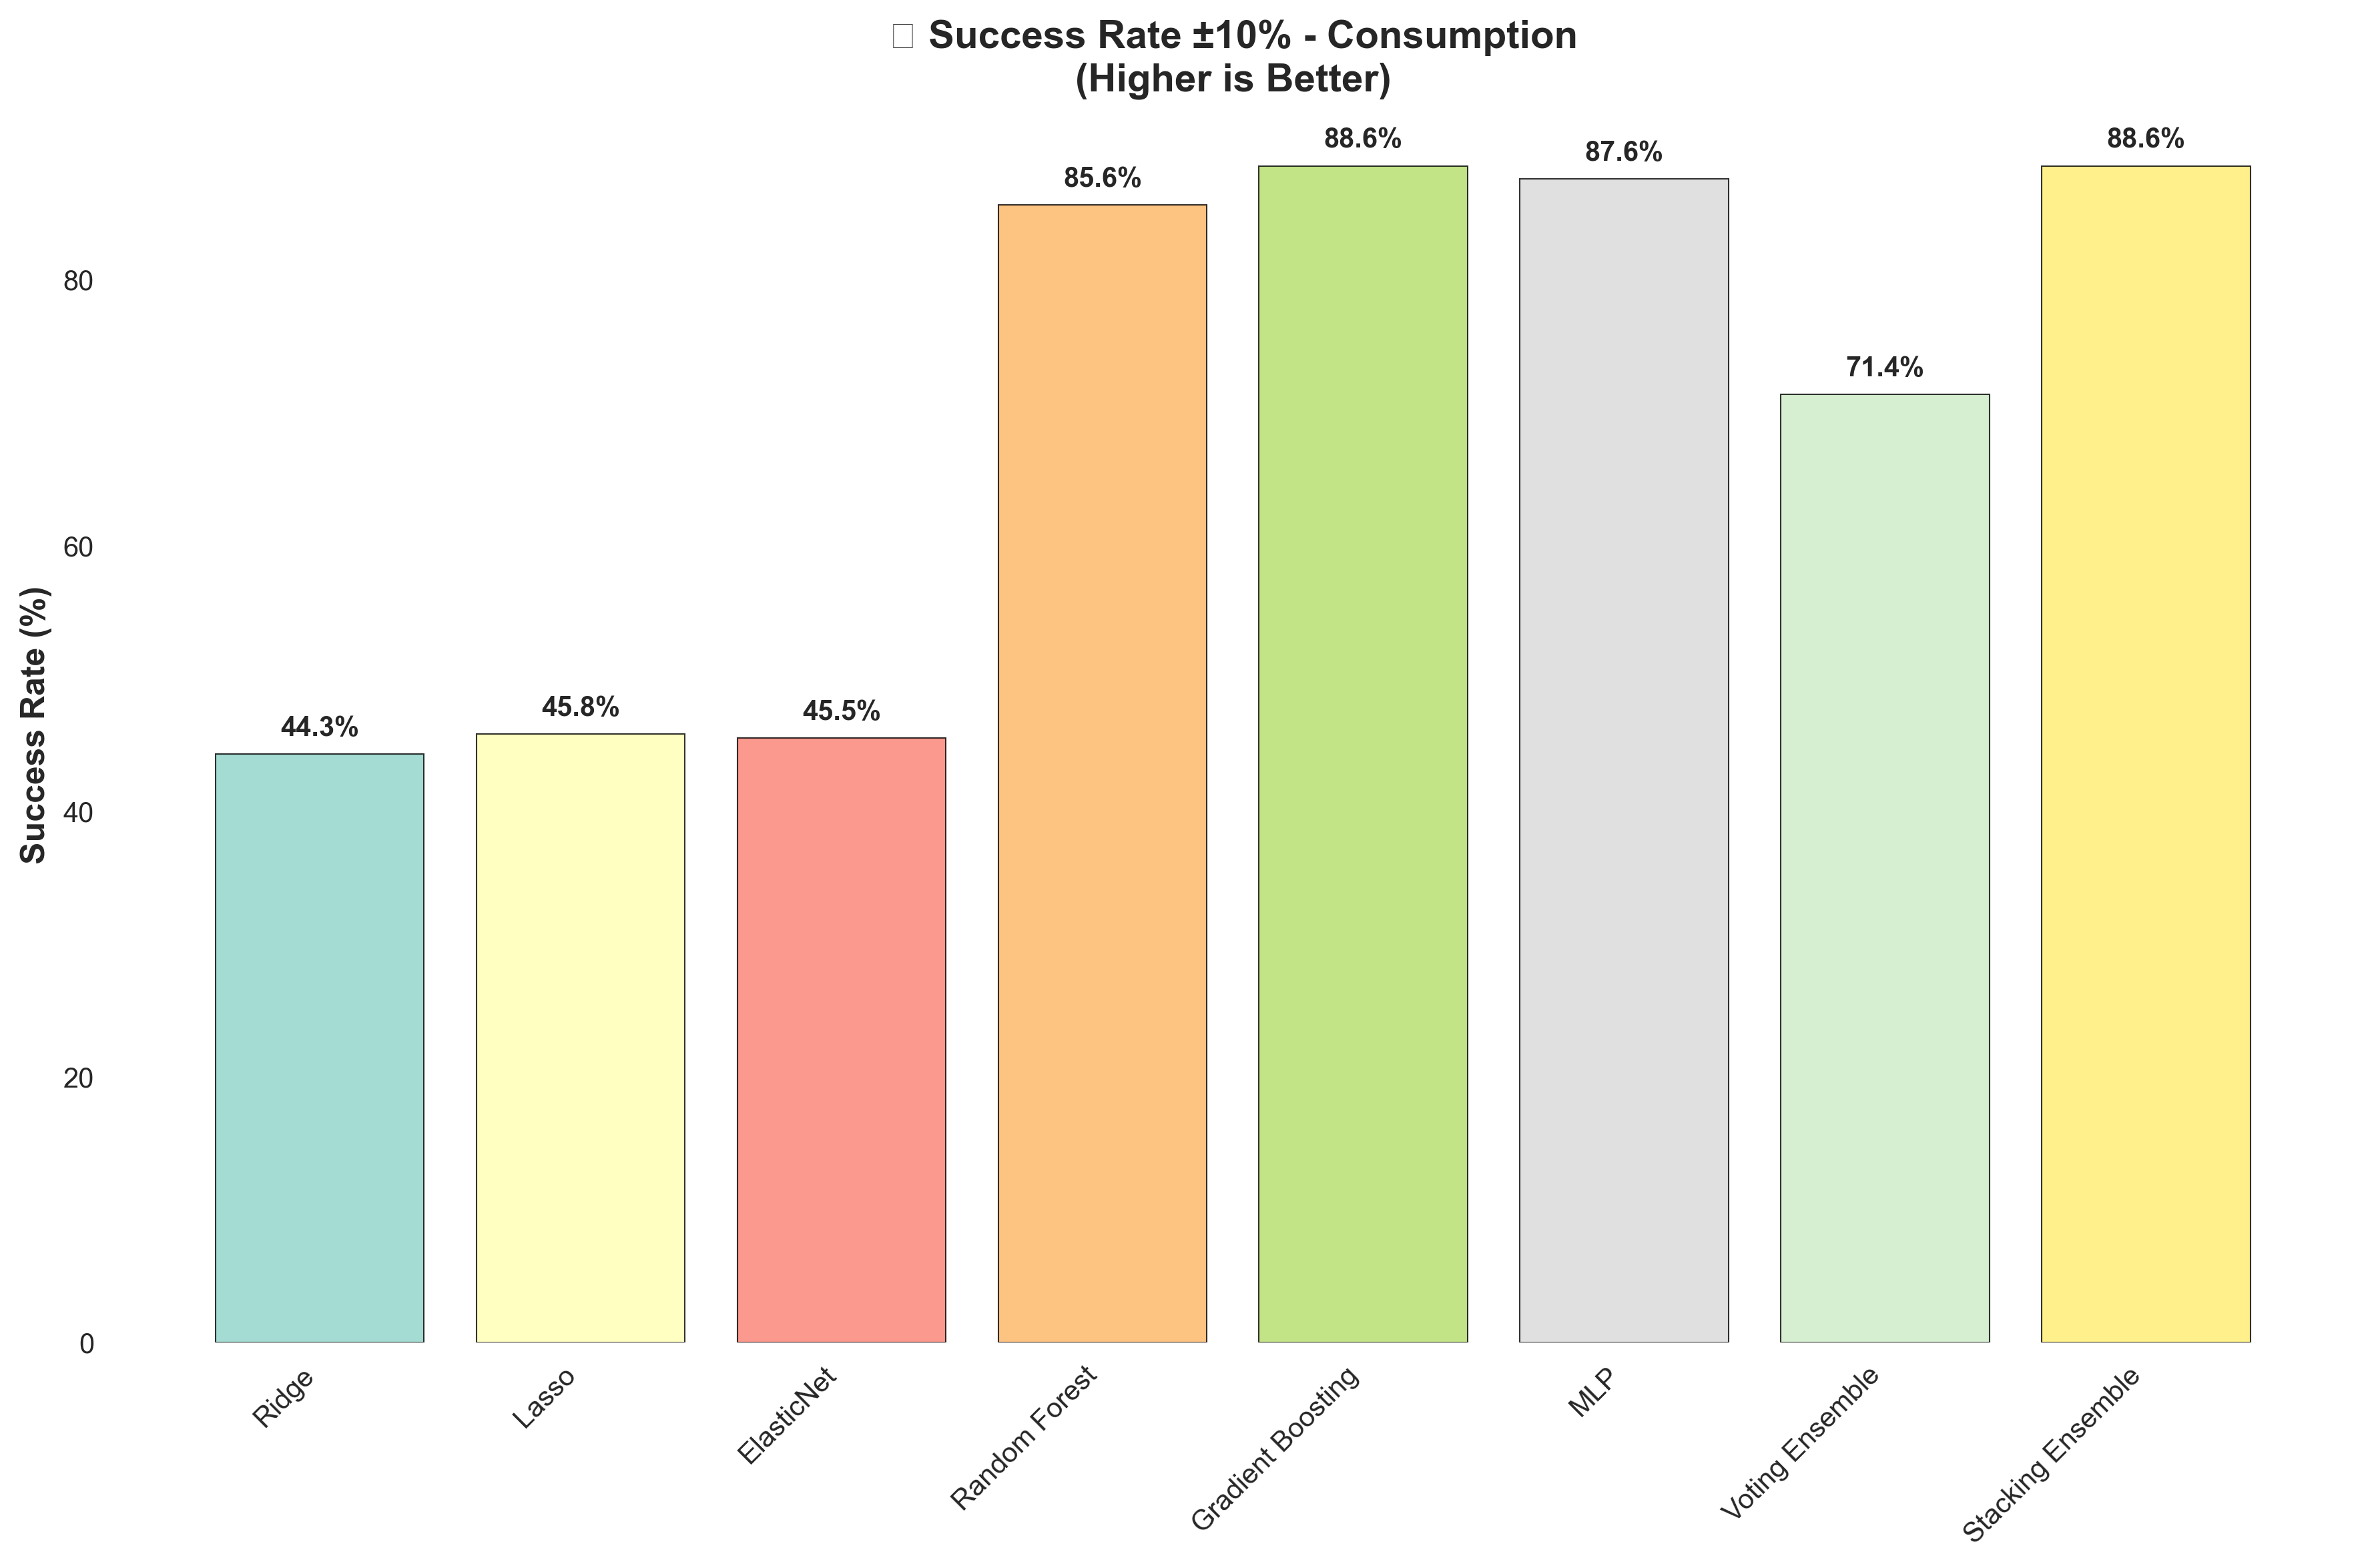 □ Success Rate ±10% - Consumption
(Higher is Better)
Success Rate (%)
80
60
40
20
0
44.3%
45.8%
45.5%
85.6%
88.6%
87.6%
71.4%
88.6%
Ridge
Lasso
ElasticNet
Random Forest
Gradient Boosting
MLP
Voting Ensemble
Stacking Ensemble